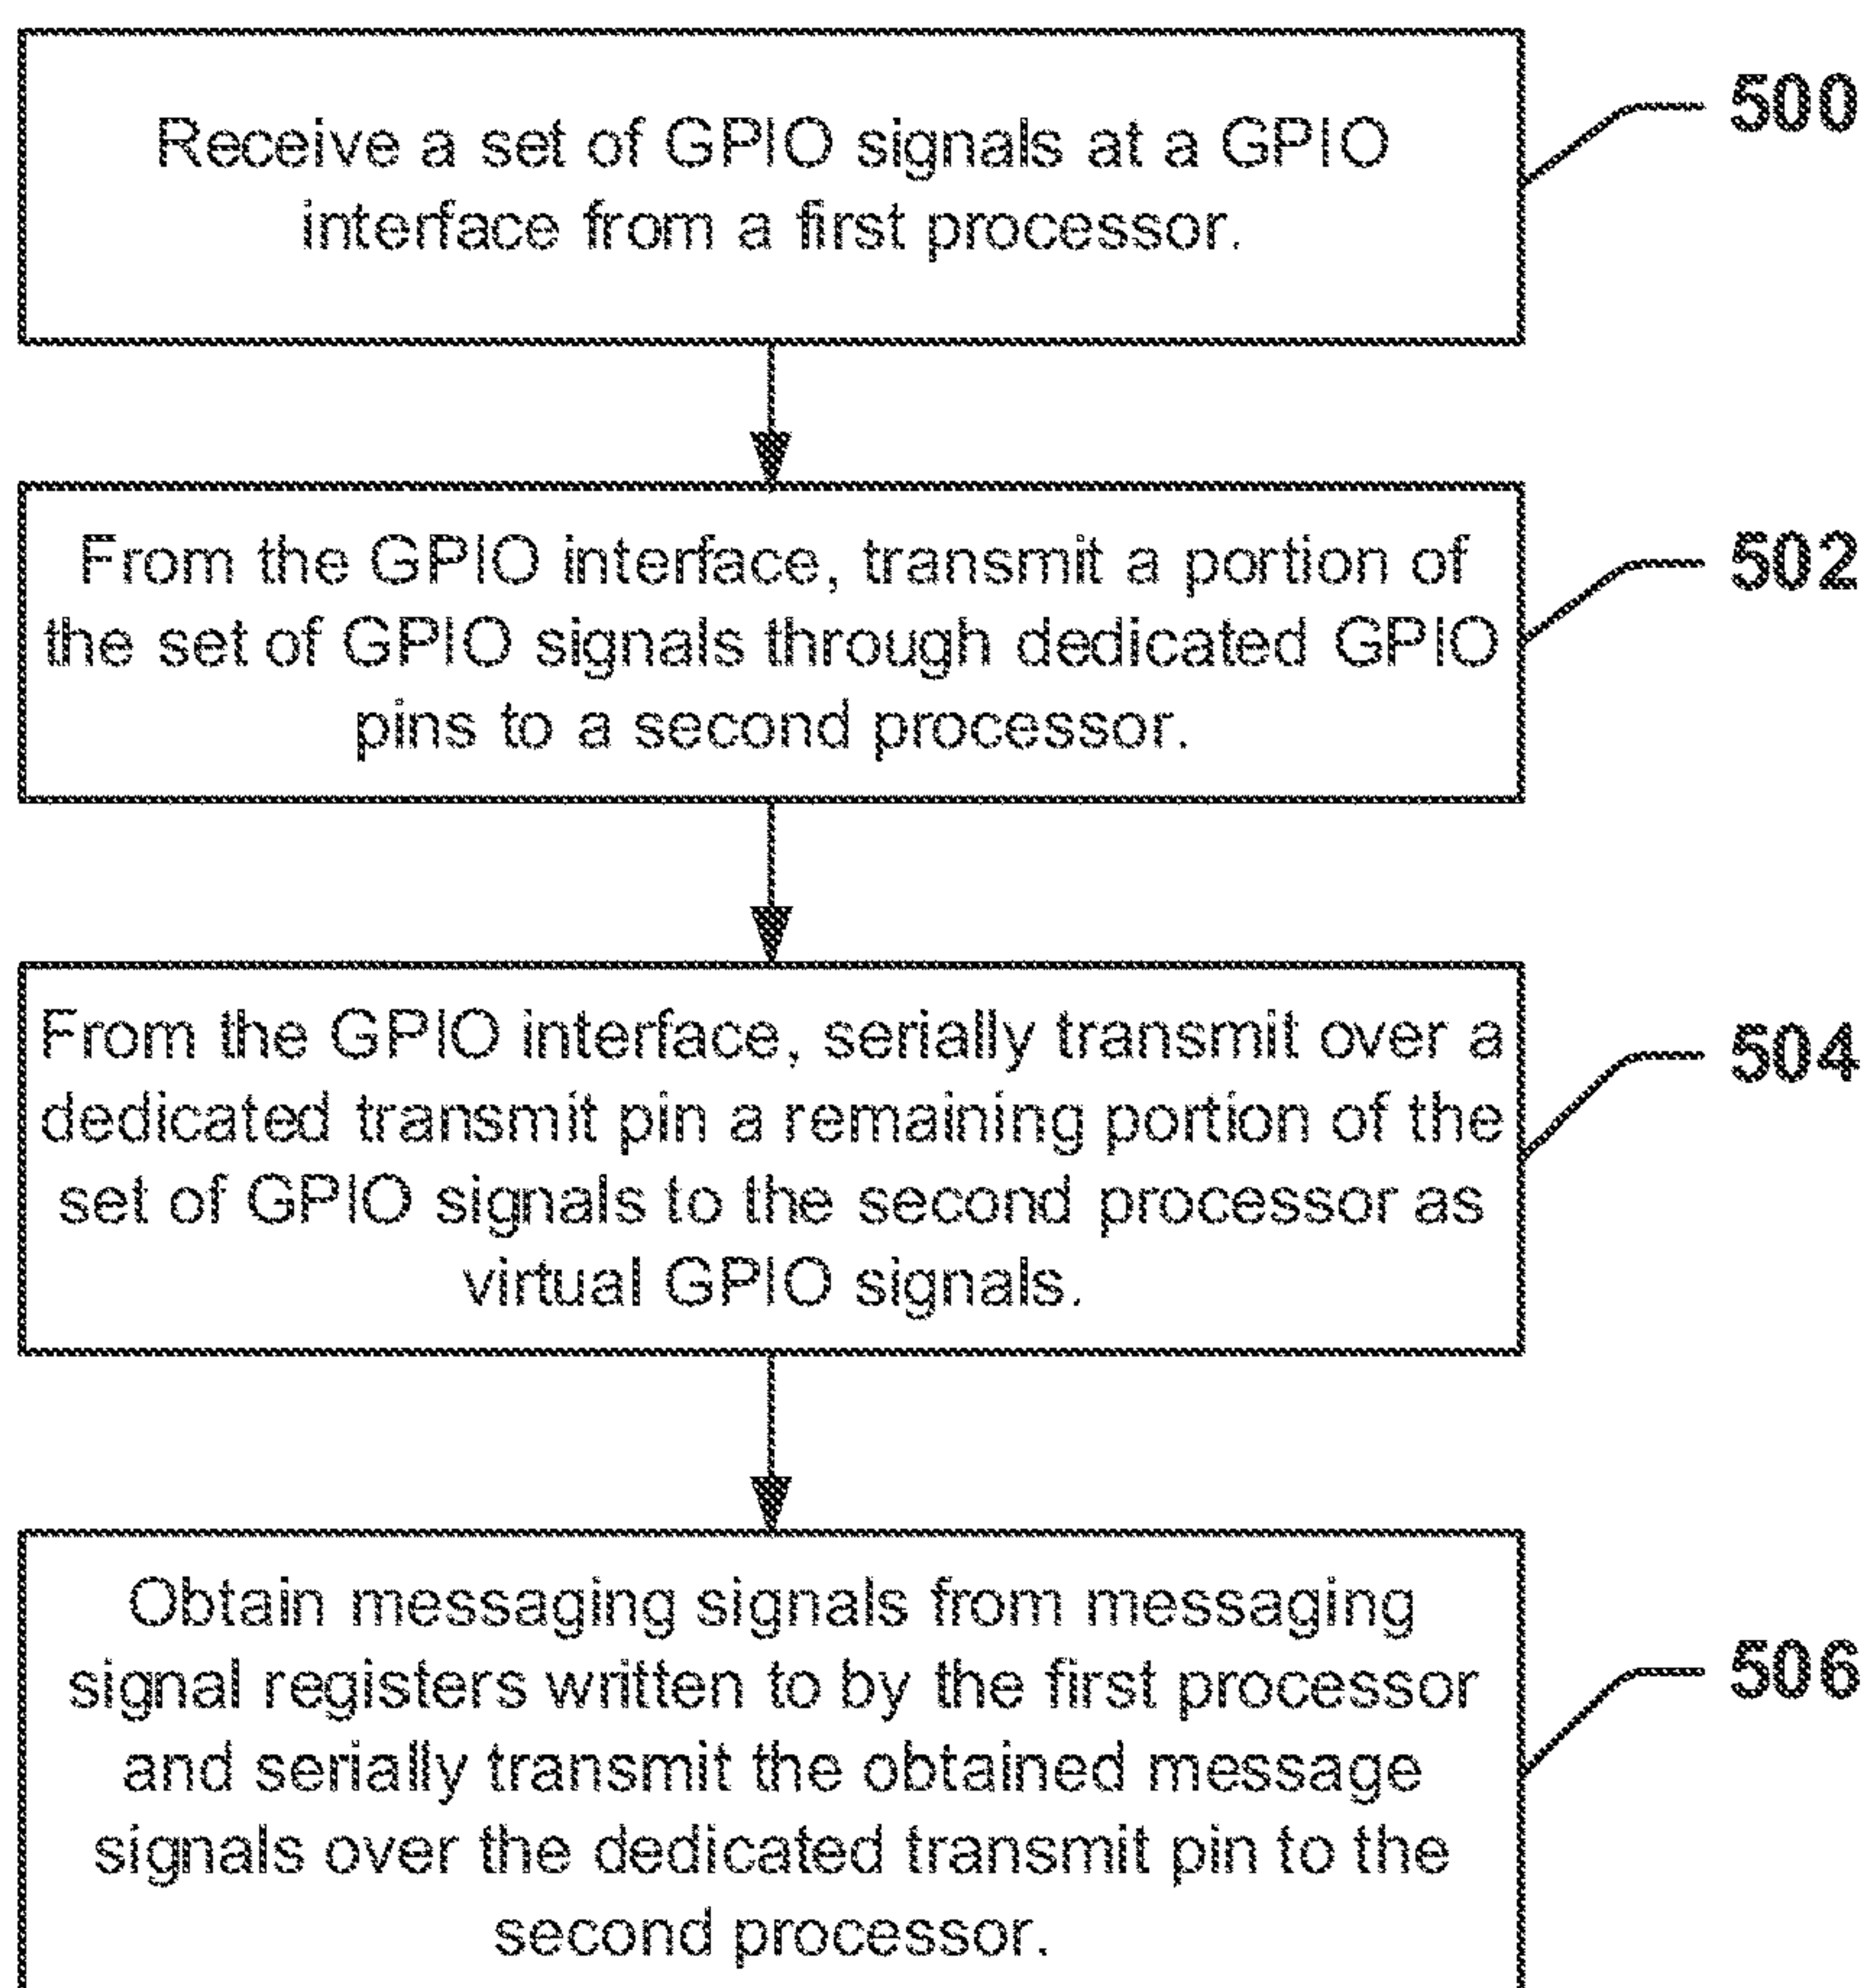 Receive a set of GPIO signals at a GPIO
interface from a first processor.
500
From the GPIO interface, transmit a portion of
the set of GPIO signals through dedicated GPIO
pins to a second processor.
502
From the GPIO interface, serially transmit over a
dedicated transmit pin a remaining portion of the
set of GPIO signals to the second processor as
virtual GPIO signals.
504
Obtain messaging signals from messaging
signal registers written to by the first processor
and serially transmit the obtained message
signals over the dedicated transmit pin to the
second processor.
506